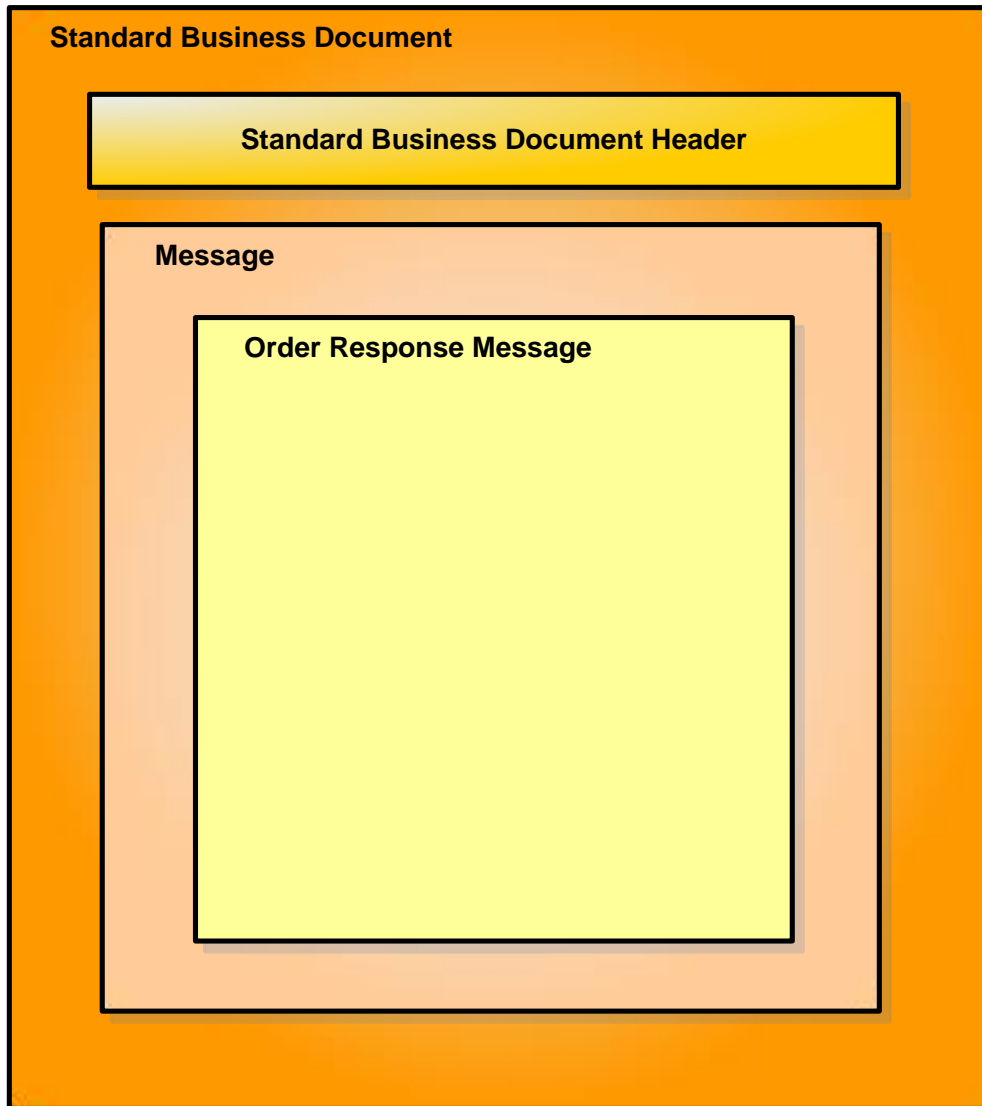 Standard Business Document
Standard Business Document Header
Message
Order Response Message